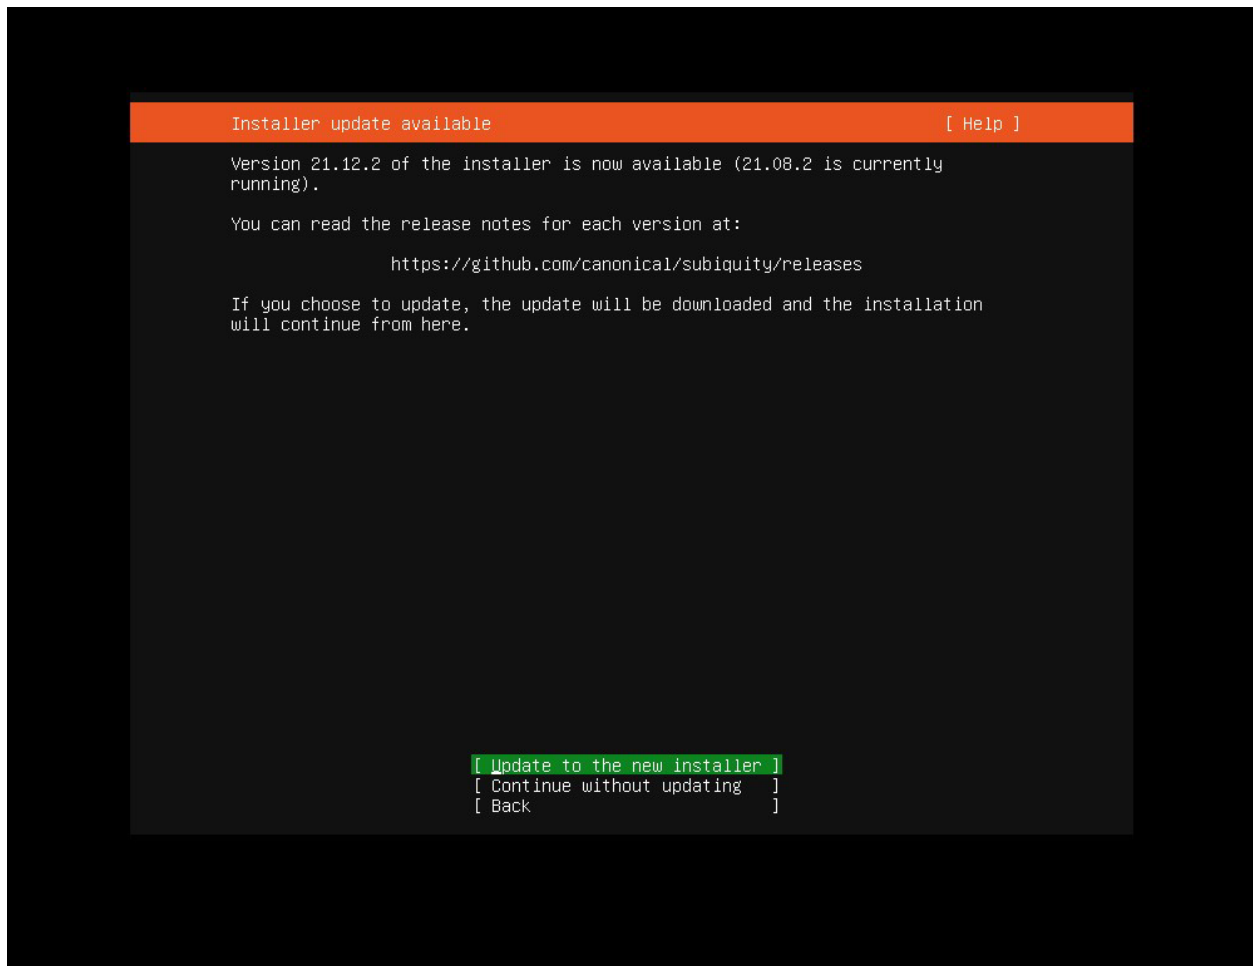 Installer update available [ Help ]
Version 21.12.2 of the installer is now available (21.08.2 is currently
running).
You can read the release notes for each version at:
https://github.com/canonical/subiquity/releases
If you choose to update, the update will be downloaded and the installation
will continue from here.
[ Update to the new installer ]
[ Continue without updating ]
[ Back ]